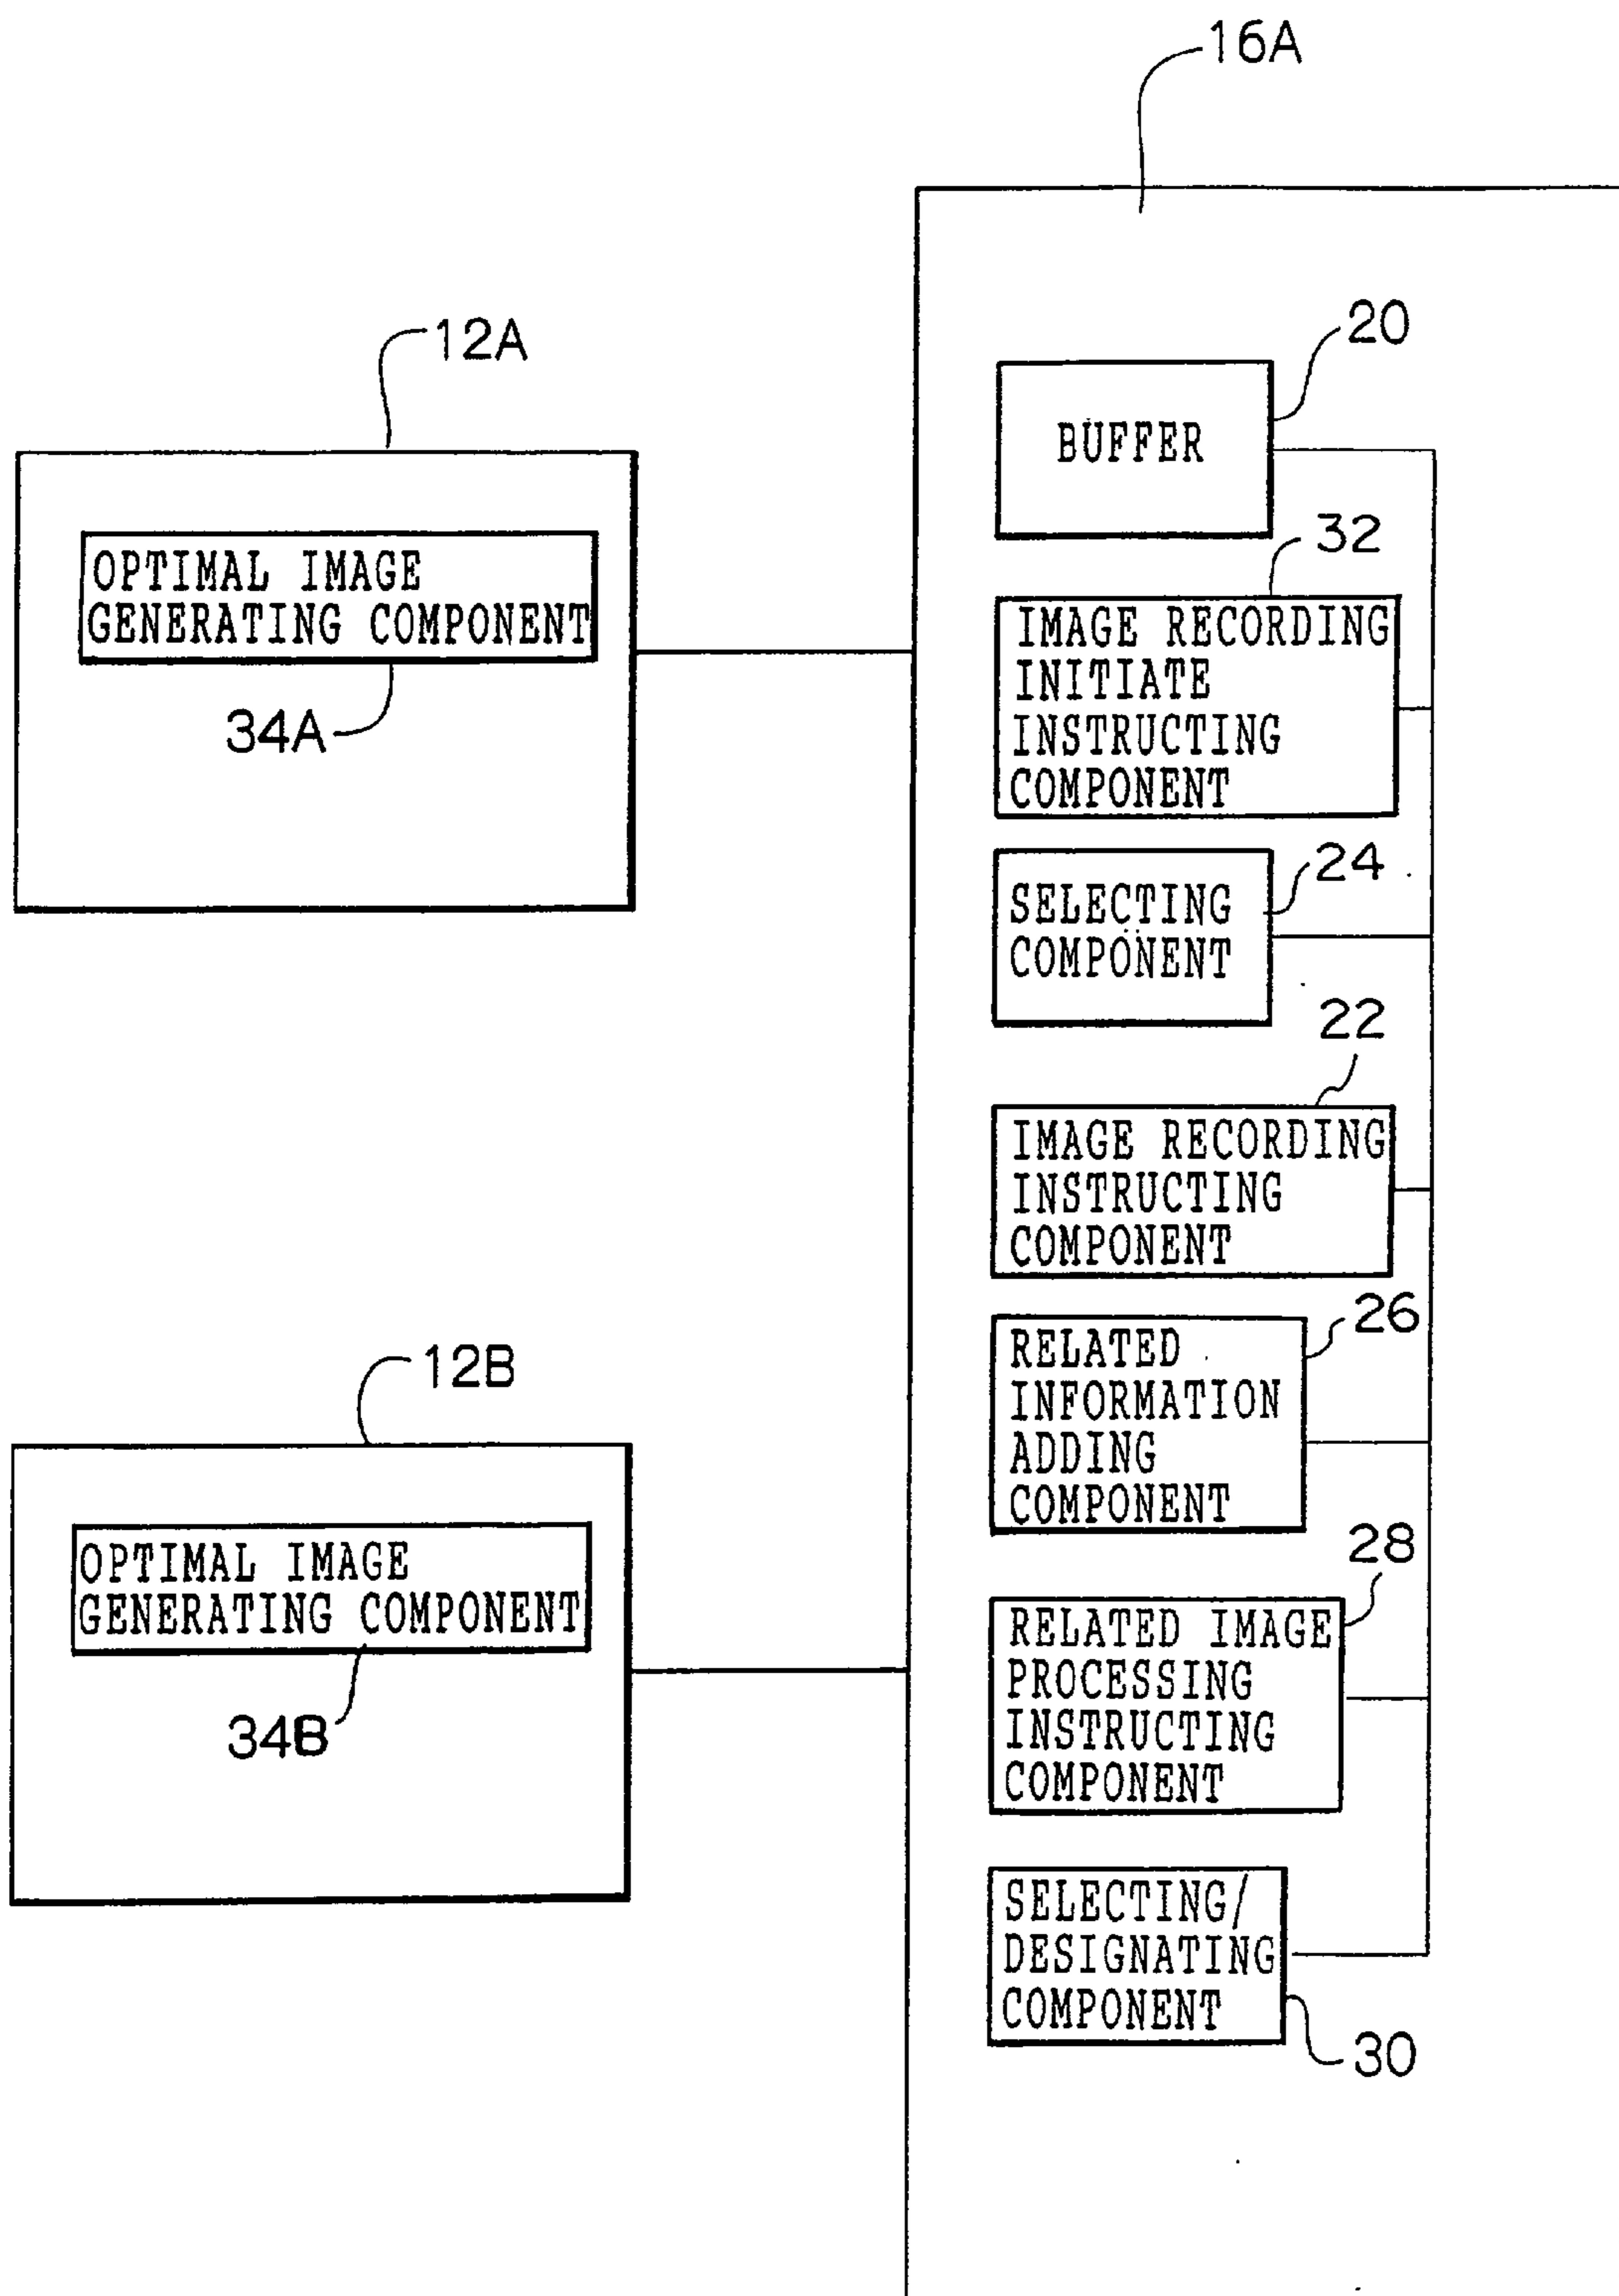 16A
12A
OPTIMAL IMAGE
GENERATING COMPONENT
34A
20
BUFFER
32
IMAGE RECORDING
INITIATE
INSTRUCTING
COMPONENT
24
SELECTING
COMPONENT
22
IMAGE RECORDING
INSTRUCTING
COMPONENT
12B
OPTIMAL IMAGE
GENERATING COMPONENT
34B
26
RELATED
INFORMATION
ADDING
COMPONENT
28
RELATED IMAGE
PROCESSING
INSTRUCTING
COMPONENT
SELECTING/
DESIGNATING
COMPONENT
30